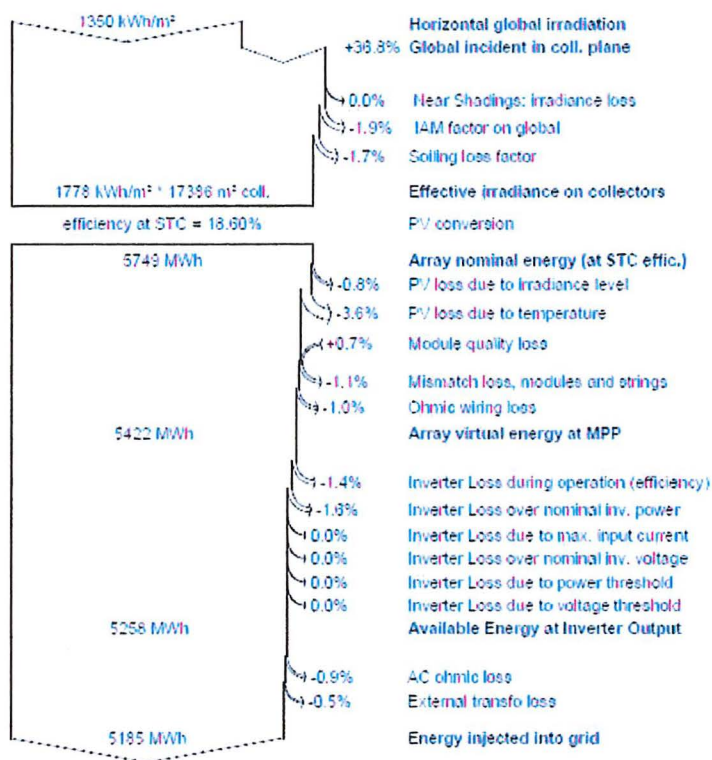 1350 kWh/m² Horizontal global irradiation
+36.8% Global incident in coll. plane
0.0% Near Shadings: irradiance loss
-1.9% IAM factor on global
-1.7% Soiling loss factor
1778 kWh/m² * 17386 m² coll. Effective irradiance on collectors
efficiency at STC = 18.60% PV conversion
5749 MWh Array nominal energy (at STC effic.)
-0.8% PV loss due to irradiance level
-3.6% PV loss due to temperature
+0.7% Module quality loss
-1.1% Mismatch loss, modules and strings
-1.0% Ohmic wiring loss
5422 MWh Array virtual energy at MPP
-1.4% Inverter Loss during operation (efficiency)
-1.6% Inverter Loss over nominal inv. power
0.0% Inverter Loss due to max. input current
0.0% Inverter Loss over nominal inv. voltage
0.0% Inverter Loss due to power threshold
0.0% Inverter Loss due to voltage threshold
5258 MWh Available Energy at Inverter Output
-0.9% AC ohmic loss
-0.5% External transfo loss
5185 MWh Energy injected into grid